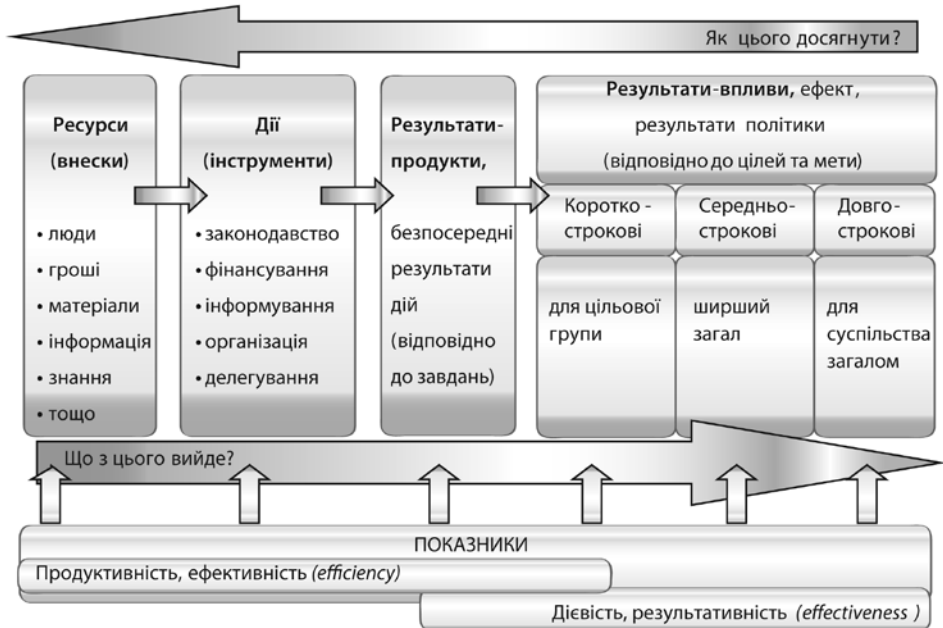 Як цього досягнути?
Ресурси
(внески)
• люди
• гроші
• матеріали
• інформація
• знання
• тощо
Дії
(інструменти)
• законодавство
• фінансування
• інформування
• організація
• делегування
Результати-
продукти,
безпосередні
результати
дій
(відповідно
до завдань)
Результати-впливи, ефект,
результати політики
(відповідно до цілей та мети)
Коротко-
строкові
для цільової
групи
Середньо-
строкові
ширший
загал
Довго-
строкові
для
суспільства
загалом
Що з цього вийде?
ПОКАЗНИКИ
Продуктивність, ефективність (efficiency)
Дієвість, результативність (effectiveness )